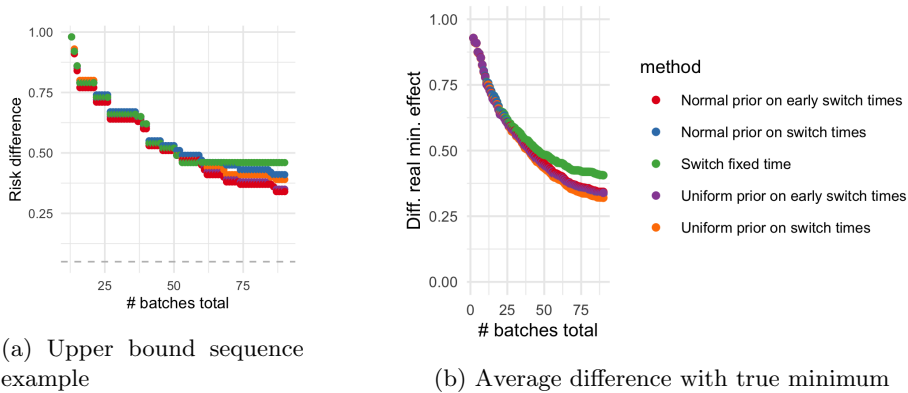 1.00
0.75
0.50
0.25
Risk difference
25
50
75
# batches total
(a) Upper bound sequence
example
1.00
0.75
0.50
0.25
0.00
Diff. real min. effect
0
25
50
75
# batches total
(b) Average difference with true minimum
method
Normal prior on early switch times
Normal prior on switch times
Switch fixed time
Uniform prior on early switch times
Uniform prior on switch times